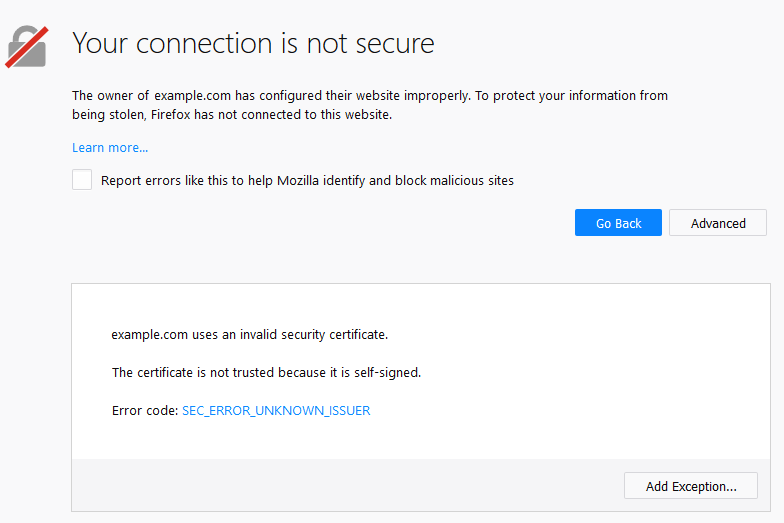 Your connection is not secure
The owner of example.com has configured their website improperly. To protect your information from
being stolen, Firefox has not connected to this website.
Learn more...
Report errors like this to help Mozilla identify and block malicious sites
Go Back
Advanced
example.com uses an invalid security certificate.
The certificate is not trusted because it is self-signed.
Error code: SEC_ERROR_UNKNOWN_ISSUER
Add Exception...